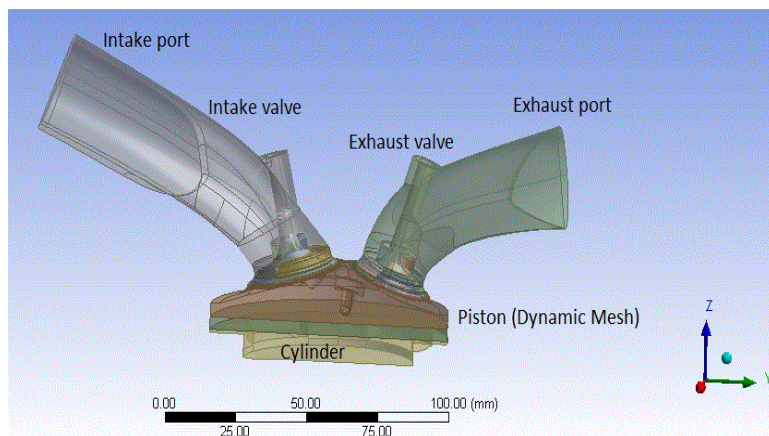 Intake port
Intake valve
Exhaust port
Exhaust valve
Piston (Dynamic Mesh)
Cylinder
Z
Y
0.00 50.00 100.00 (mm)
25.00 75.00